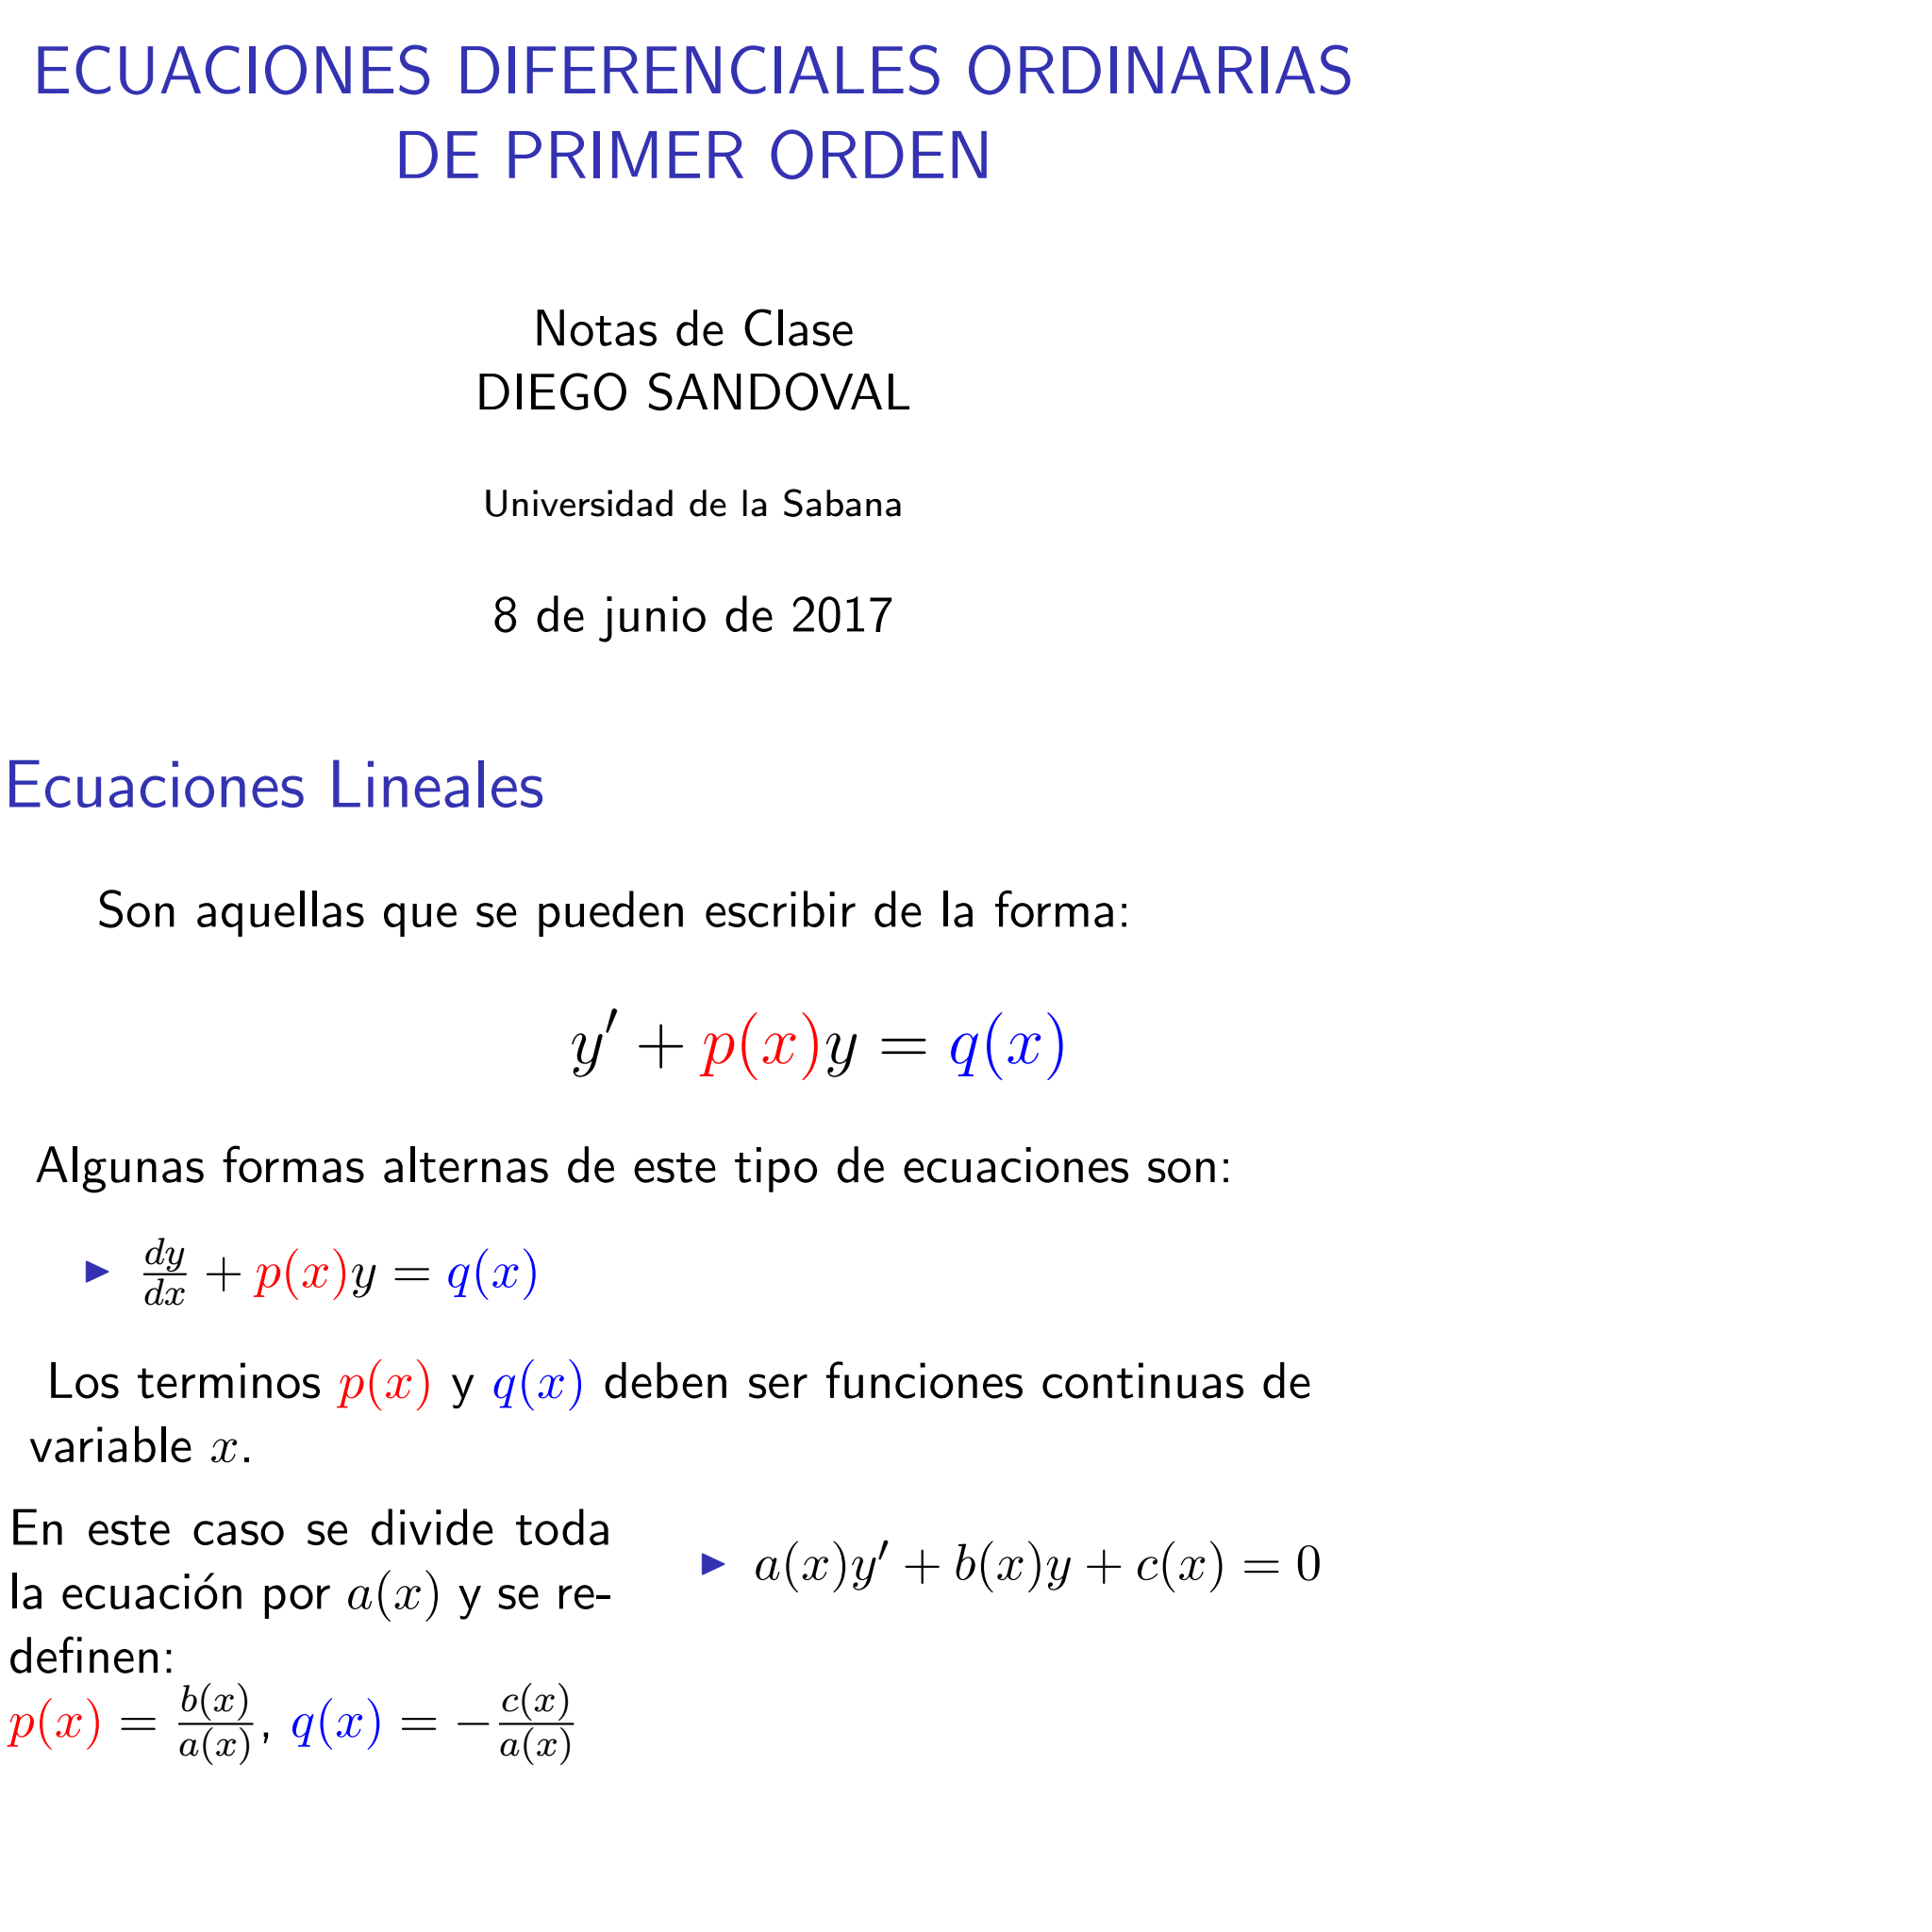 ECUACIONES DIFERENCIALES ORDINARIAS
DE PRIMER ORDEN
Notas de Clase
DIEGO SANDOVAL
Universidad de la Sabana
8 de junio de 2017
Ecuaciones Lineales
Son aquellas que se pueden escribir de la forma:
$y' + p(x)y = q(x)$
Algunas formas alternas de este tipo de ecuaciones son:
▶ $\frac{dy}{dx} + p(x)y = q(x)$
Los terminos $p(x)$ y $q(x)$ deben ser funciones continuas de
variable $x$.
En este caso se divide toda
la ecuación por $a(x)$ y se re-
definen:
$p(x) = \frac{b(x)}{a(x)}$, $q(x) = -\frac{c(x)}{a(x)}$
▶ $a(x)y' + b(x)y + c(x) = 0$